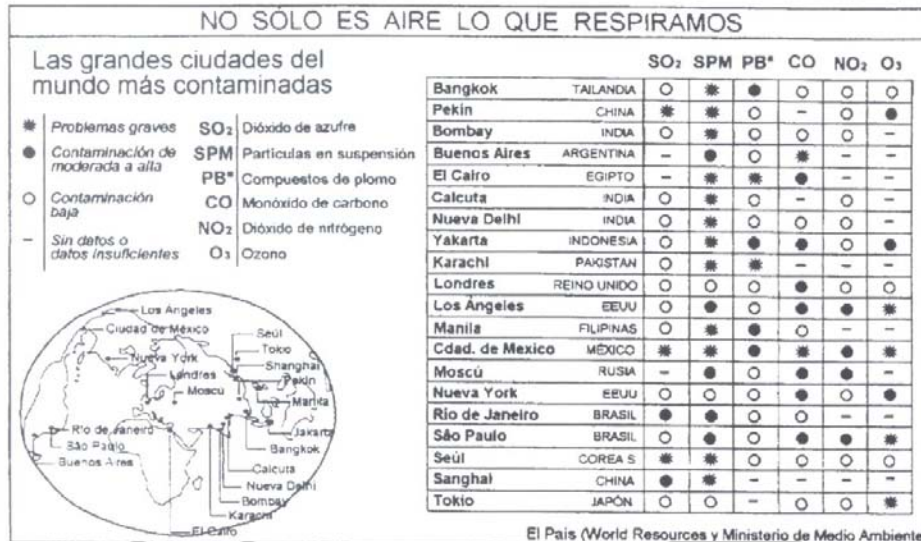 NO SÓLO ES AIRE LO QUE RESPIRAMOS
Las grandes ciudades del
mundo más contaminadas
✹ Problemas graves
● Contaminación de
moderada a alta
○ Contaminación
baja
– Sin datos o
datos insuficientes
SO₂ Dióxido de azufre
SPM Partículas en suspensión
PB* Compuestos de plomo
CO Monóxido de carbono
NO₂ Dióxido de nitrógeno
O₃ Ozono
Los Ángeles
Ciudad de México
Nueva York
Londres
Moscú
Seúl
Tokio
Shanghai
Pekín
Manila
Jakarta
Bangkok
Río de Janeiro
São Paulo
Buenos Aires
Calcuta
Nueva Delhi
Bombay
Karachi
El Cairo
SO₂ SPM PB* CO NO₂ O₃
Bangkok TAILANDIA ○ ✹ ● ○ ○ ○
Pekín CHINA ✹ ✹ ○ – ○ ●
Bombay INDIA ○ ✹ ○ ○ ○ –
Buenos Aires ARGENTINA – ● ○ ✹ – –
El Cairo EGIPTO – ✹ ✹ ● – –
Calcuta INDIA ○ ✹ ○ – ○ –
Nueva Delhi INDIA ○ ✹ ○ ○ ○ –
Yakarta INDONESIA ○ ✹ ● ● ○ ●
Karachi PAKISTAN ○ ✹ ✹ – – –
Londres REINO UNIDO ○ ○ ○ ● ○ ○
Los Ángeles EEUU ○ ● ○ ● ● ✹
Manila FILIPINAS ○ ✹ ● ○ – –
Cdad. de Mexico MÉXICO ✹ ✹ ● ✹ ● ✹
Moscú RUSIA – ● ○ ● ● –
Nueva York EEUU ○ ○ ○ ● ○ ●
Río de Janeiro BRASIL ● ● ○ ○ – –
São Paulo BRASIL ○ ● ○ ● ● ✹
Seúl COREA S ✹ ✹ ○ ○ ○ ○
Sanghai CHINA ● ✹ – – – –
Tokio JAPÓN ○ ○ – ○ ○ ✹
El País (World Resources y Ministerio de Medio Ambiente